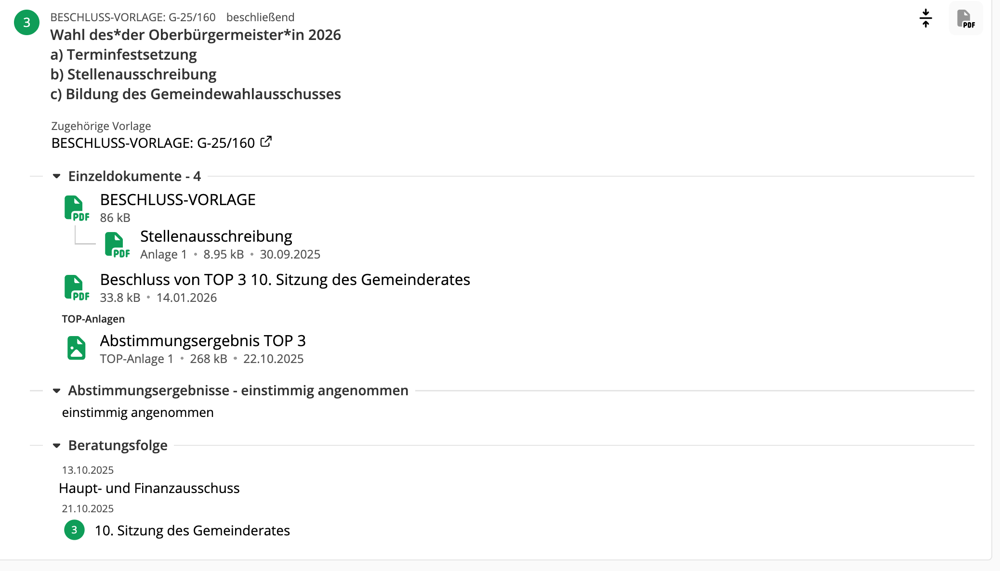 3
BESCHLUSS-VORLAGE: G-25/160 beschließend
PDF
Wahl des*der Oberbürgermeister*in 2026
a) Terminfestsetzung
b) Stellenausschreibung
c) Bildung des Gemeindewahlausschusses
Zugehörige Vorlage
BESCHLUSS-VORLAGE: G-25/160
Einzeldokumente - 4
BESCHLUSS-VORLAGE
PDF
86 kB
Stellenausschreibung
PDF
Anlage 1 • 8.95 kB • 30.09.2025
Beschluss von TOP 3 10. Sitzung des Gemeinderates
PDF
33.8 kB • 14.01.2026
TOP-Anlagen
Abstimmungsergebnis TOP 3
TOP-Anlage 1 • 268 kB • 22.10.2025
Abstimmungsergebnisse - einstimmig angenommen
einstimmig angenommen
Beratungsfolge
13.10.2025
Haupt- und Finanzausschuss
21.10.2025
3 10. Sitzung des Gemeinderates